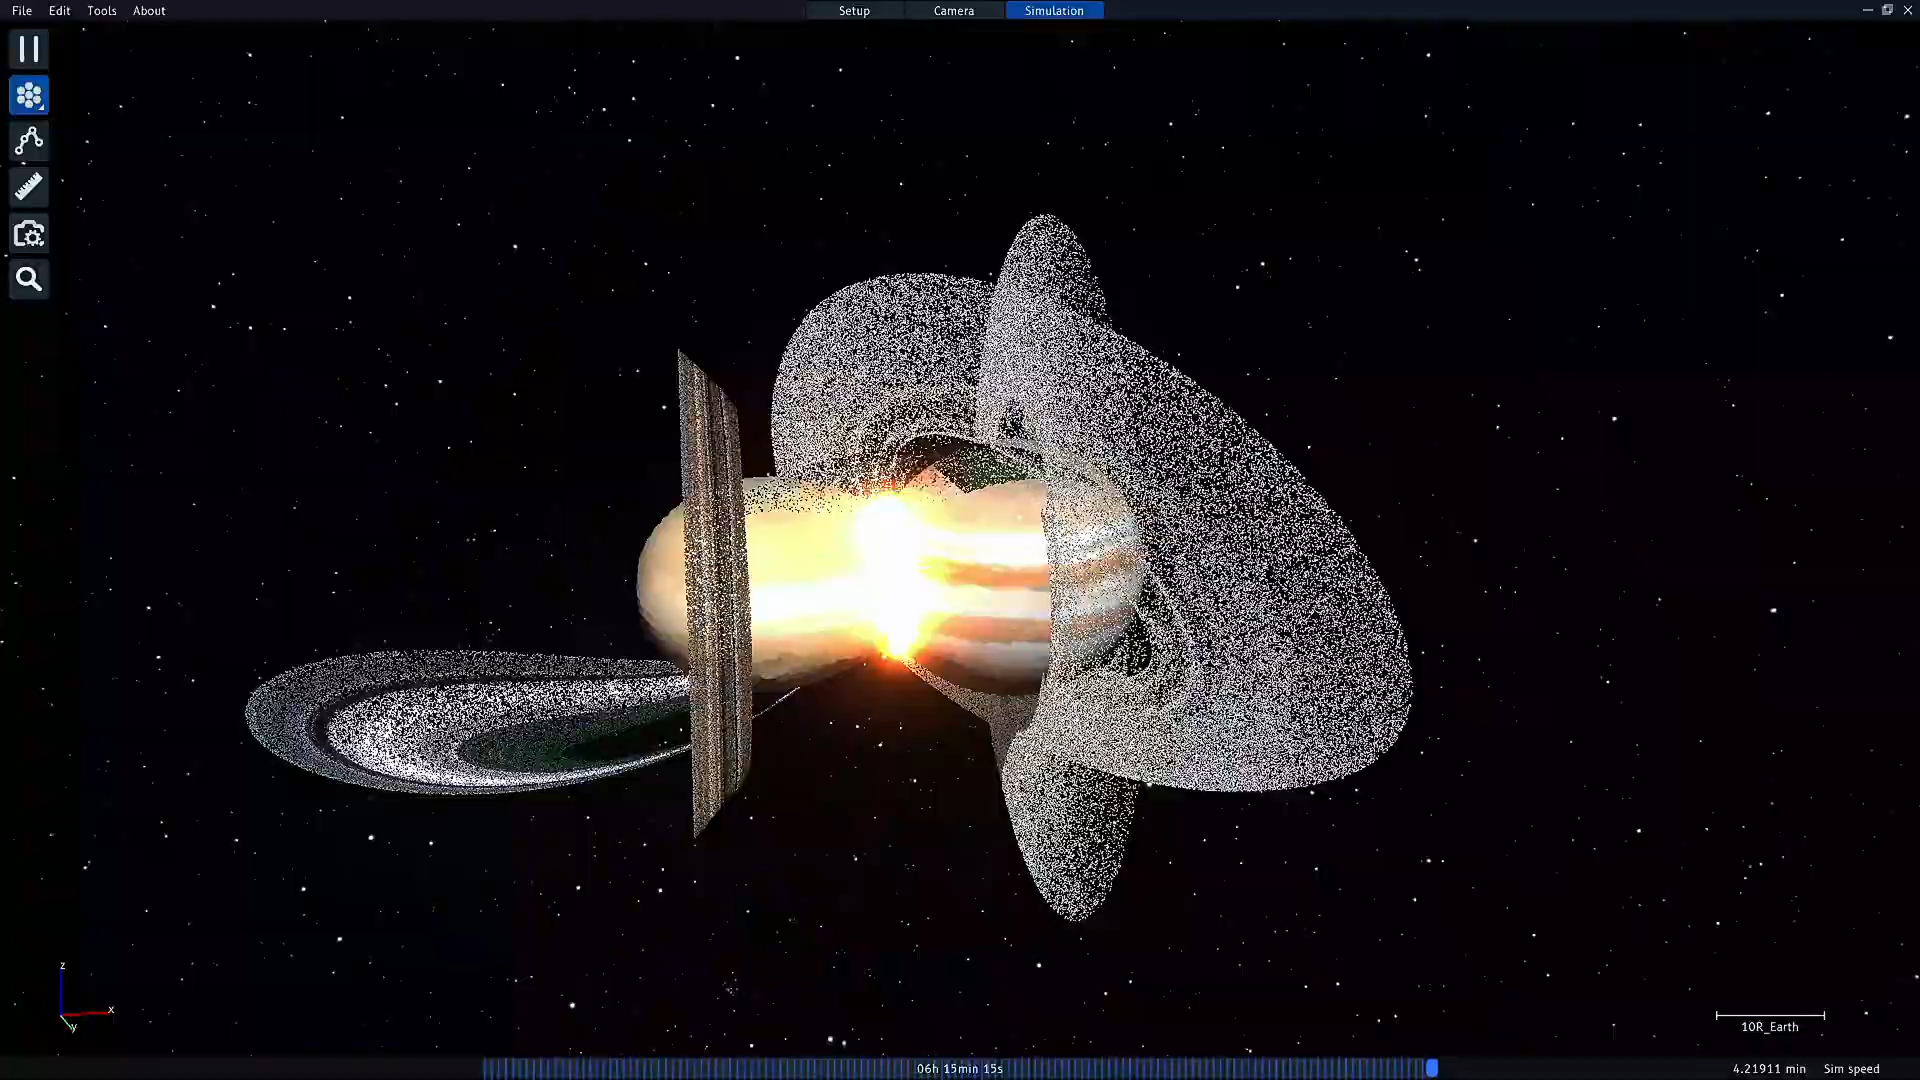 File Edit Tools About
Setup Camera Simulation
z
x
y
10R_Earth
06h 15min 15s
4.21911 min Sim speed